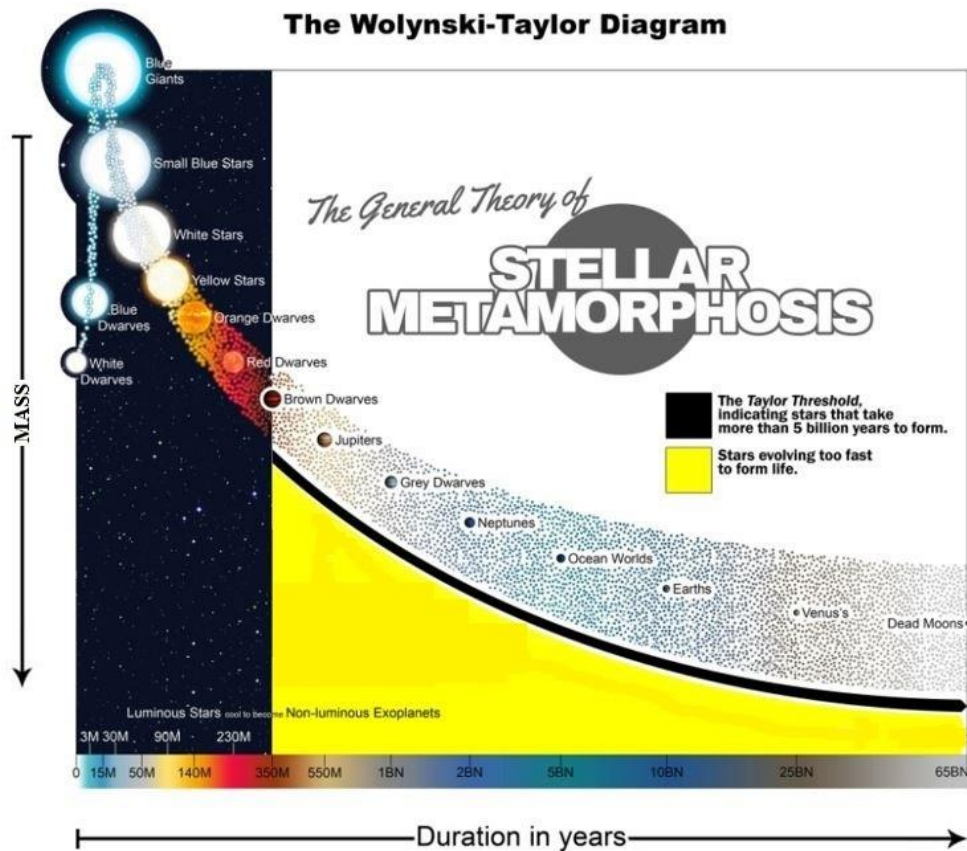 The Wolynski-Taylor Diagram
Blue
Giants
Small Blue Stars
The General Theory of
STELLAR
METAMORPHOSIS
White Stars
Yellow Stars
Blue
Dwarves
Orange Dwarves
White
Dwarves
Red Dwarves
MASS
Brown Dwarves
The Taylor Threshold,
indicating stars that take
more than 5 billion years to form.
Stars evolving too fast
to form life.
Jupiters
Grey Dwarves
Neptunes
Ocean Worlds
Earths
Venus's
Dead Moons
Luminous Stars cool to become Non-luminous Exoplanets
3M 30M 90M 230M
0 15M 50M 140M 350M 550M 1BN 2BN 5BN 10BN 25BN 65BN
Duration in years